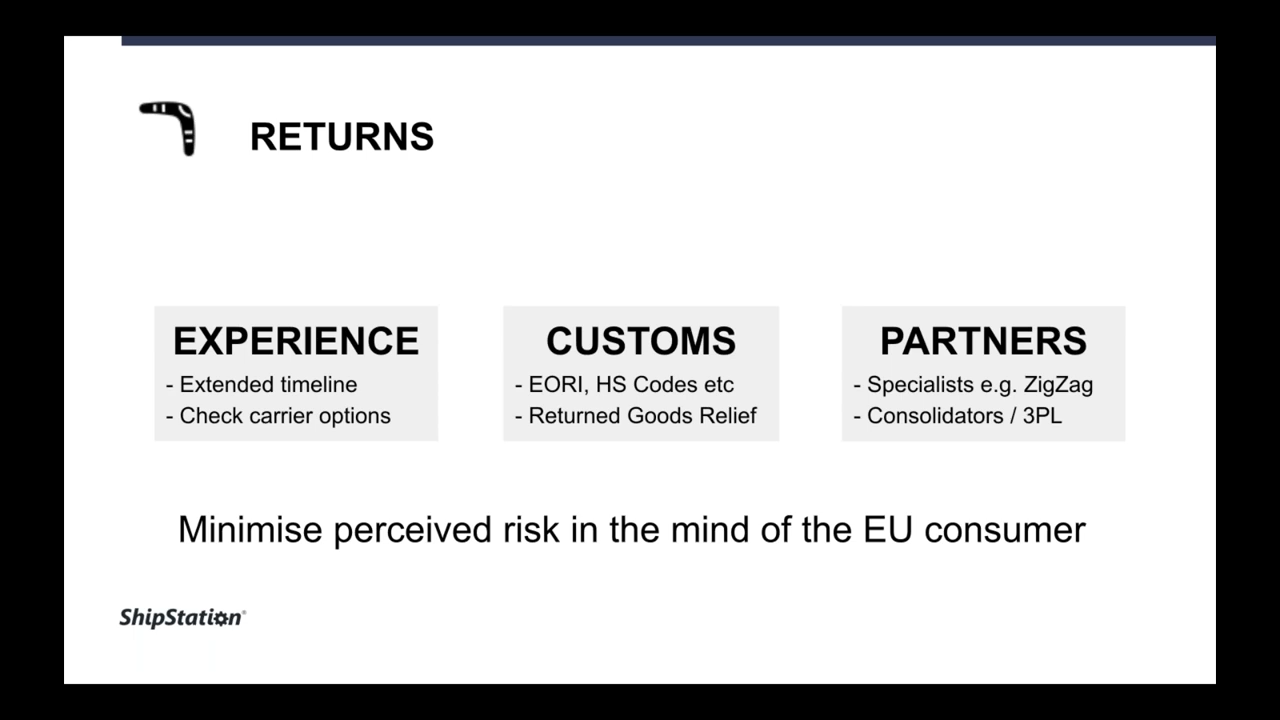 RETURNS
EXPERIENCE
- Extended timeline
- Check carrier options
CUSTOMS
- EORI, HS Codes etc
- Returned Goods Relief
PARTNERS
- Specialists e.g. ZigZag
- Consolidators / 3PL
Minimise perceived risk in the mind of the EU consumer
ShipStation®